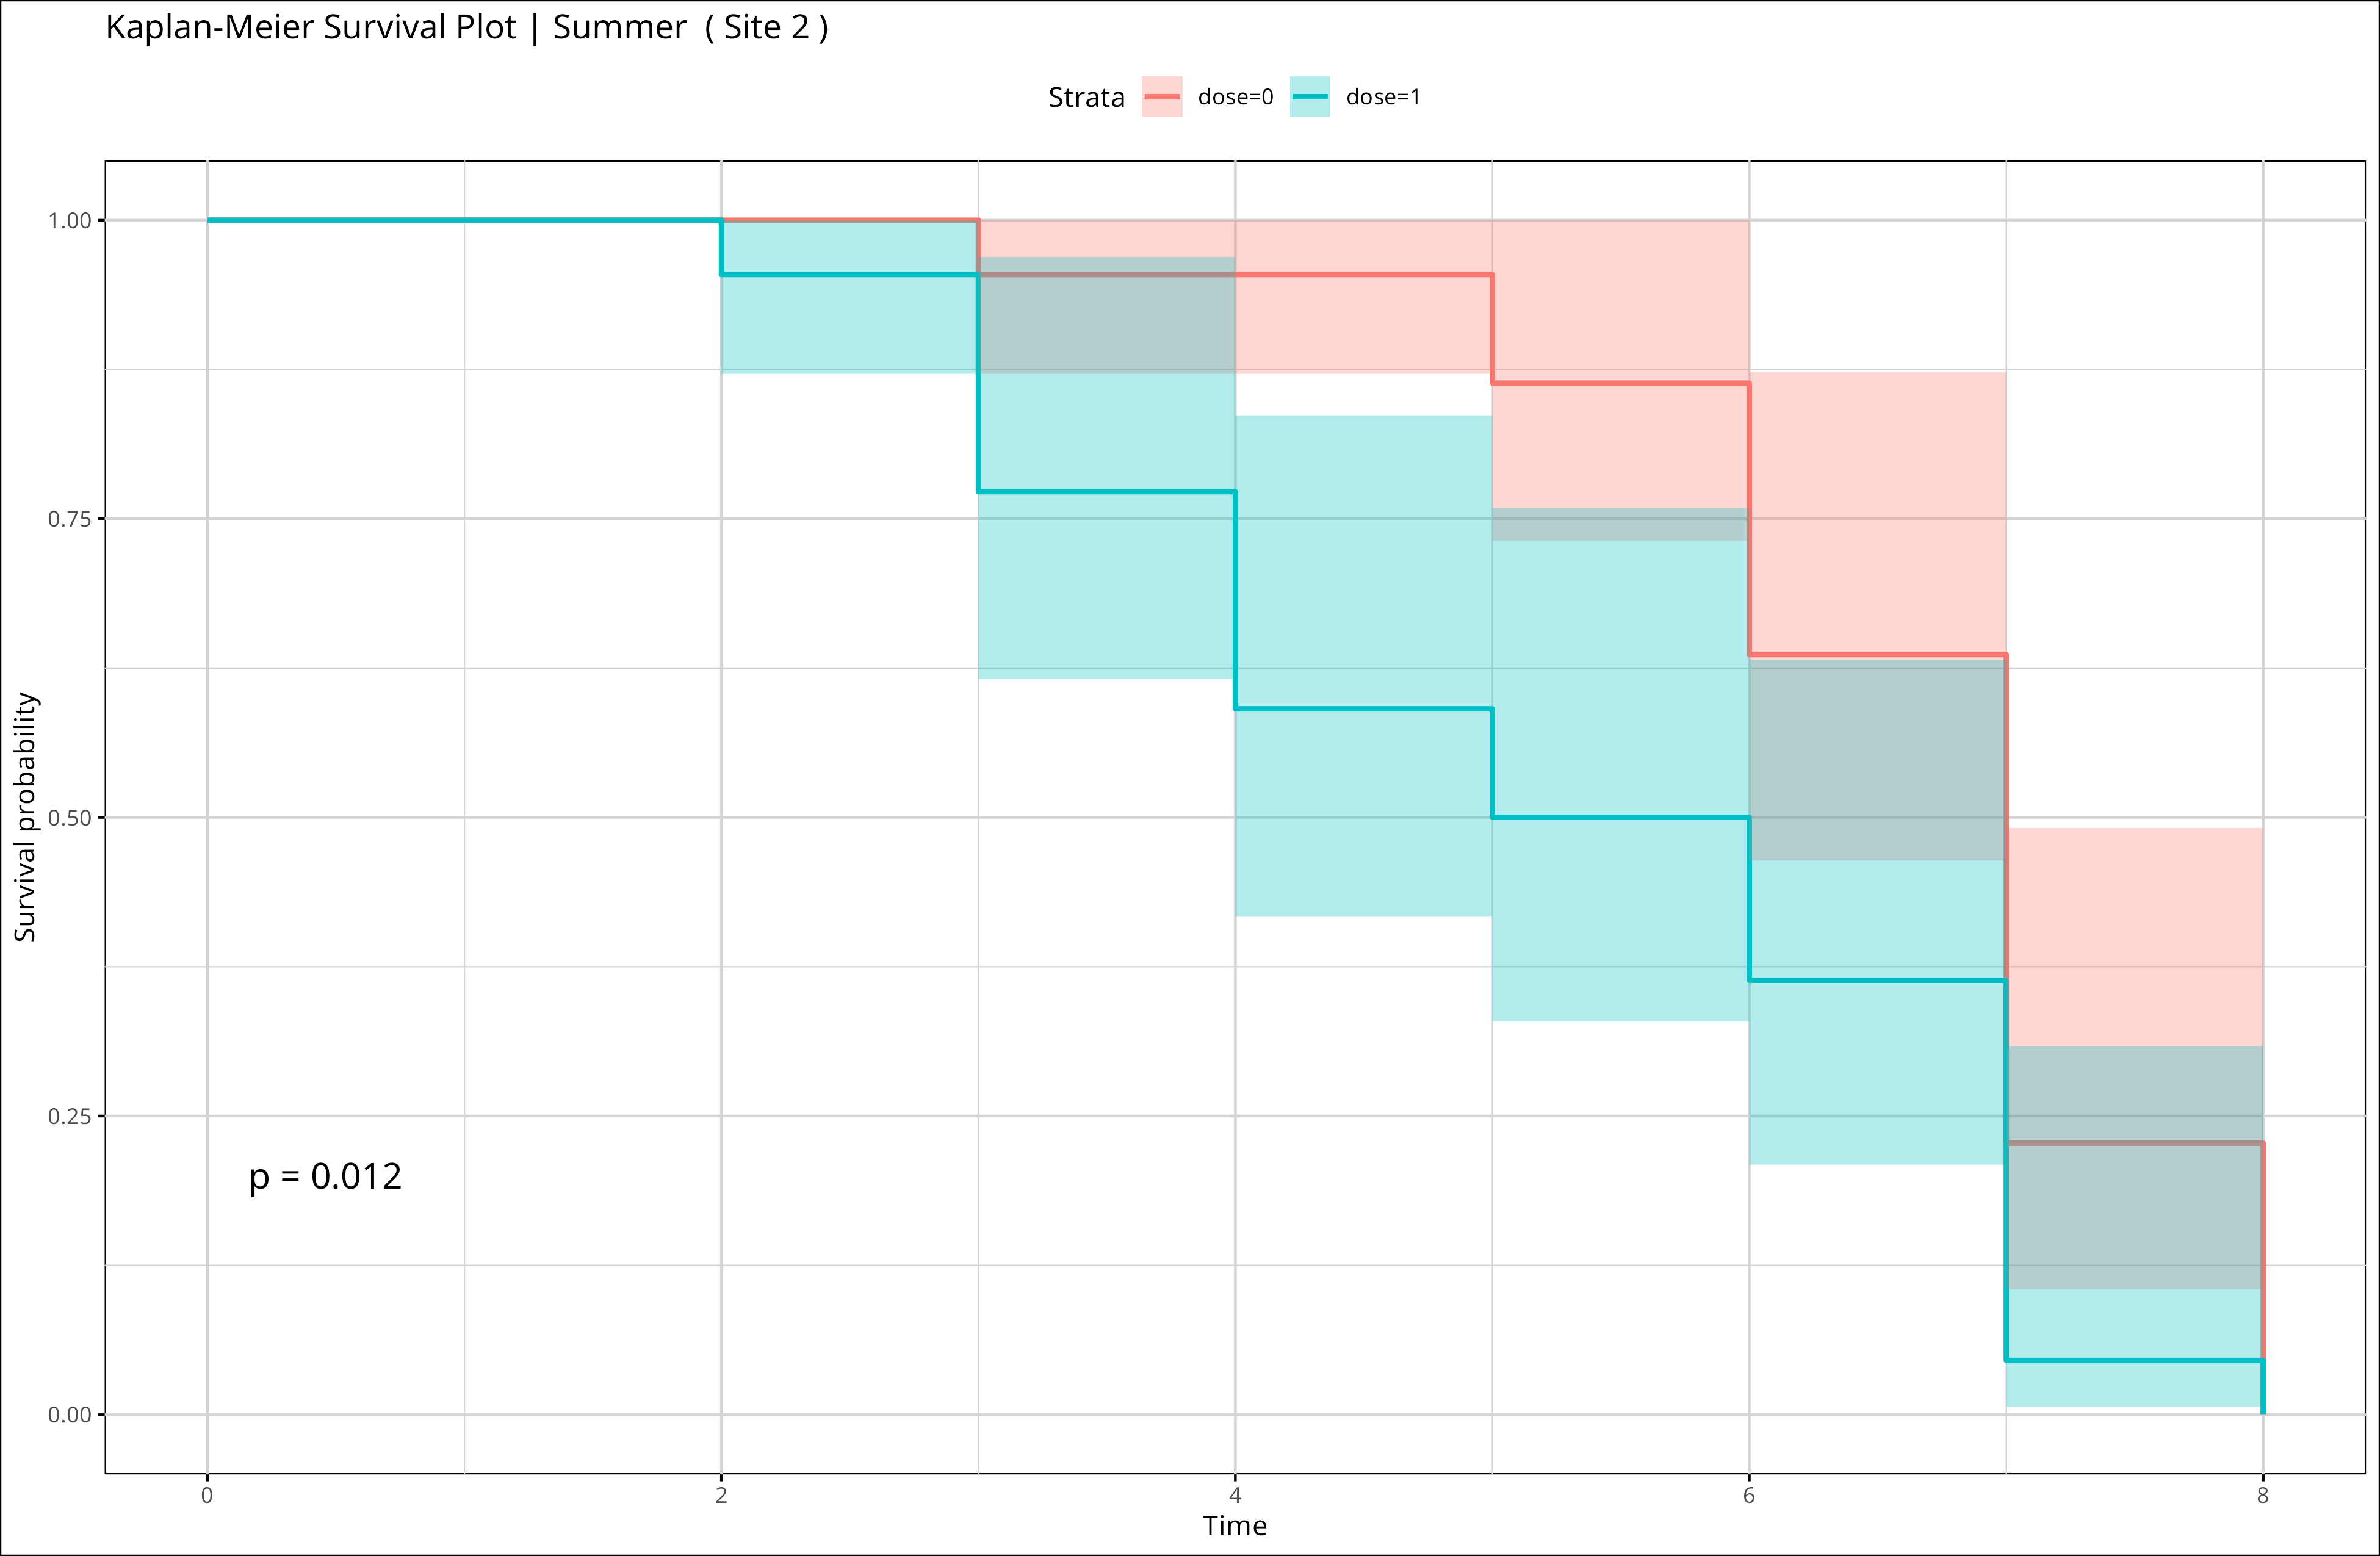 Kaplan-Meier Survival Plot | Summer ( Site 2 )
Strata dose=0 dose=1
Survival probability
1.00
0.75
0.50
0.25
0.00
p = 0.012
0 2 4 6 8
Time